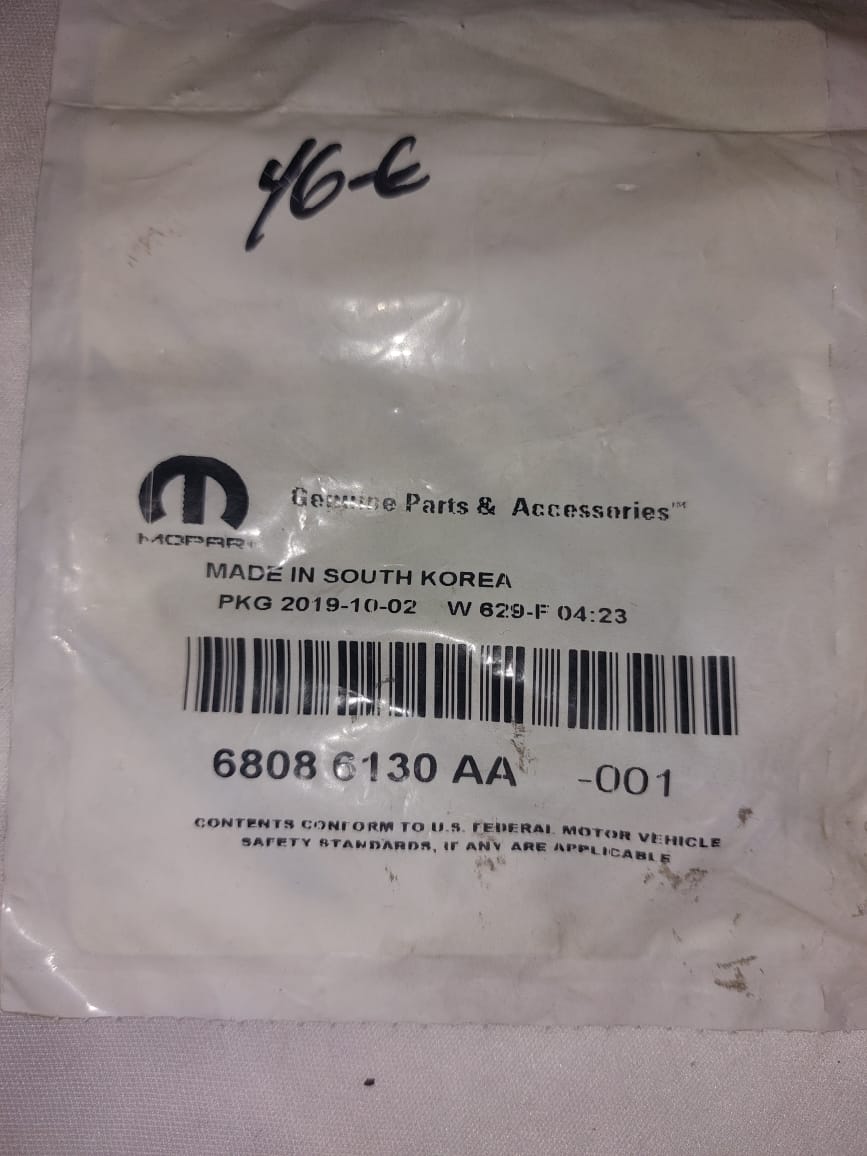 46-€
Genuine Parts & Accessories™
MOPAR
MADE IN SOUTH KOREA
PKG 2019-10-02 W 629-F 04:23
6808 6130 AA -001
CONTENTS CONFORM TO U.S. FEDERAL MOTOR VEHICLE
SAFETY STANDARDS, IF ANY ARE APPLICABLE